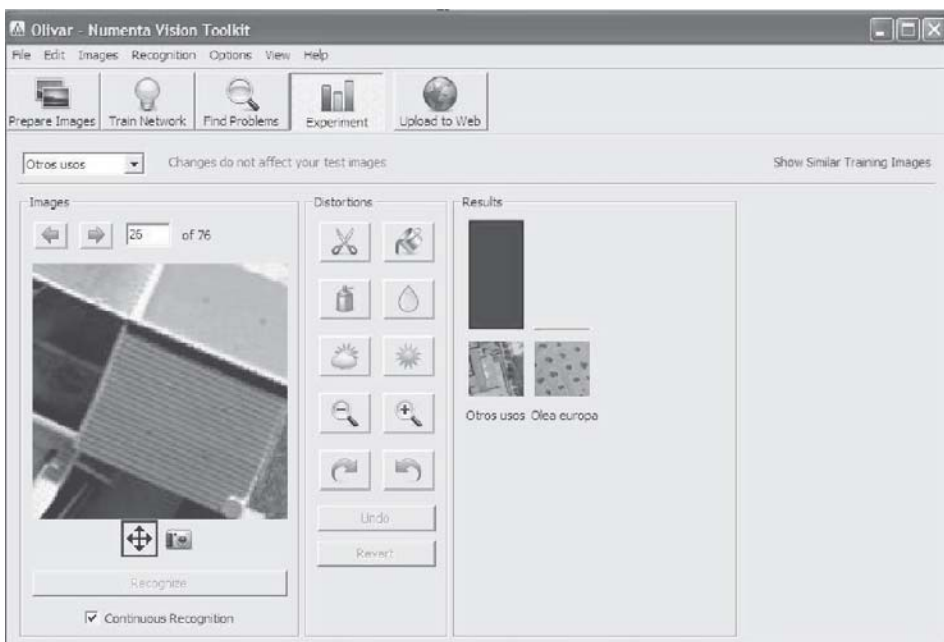 Olivar - Numenta Vision Toolkit
File Edit Images Recognition Options View Help
Prepare Images Train Network Find Problems Experiment Upload to Web
Otros usos Changes do not affect your test images Show Similar Training Images
Images Distortions Results
26 of 76
Otros usos Olea europa
Undo
Revert
Recognize
Continuous Recognition